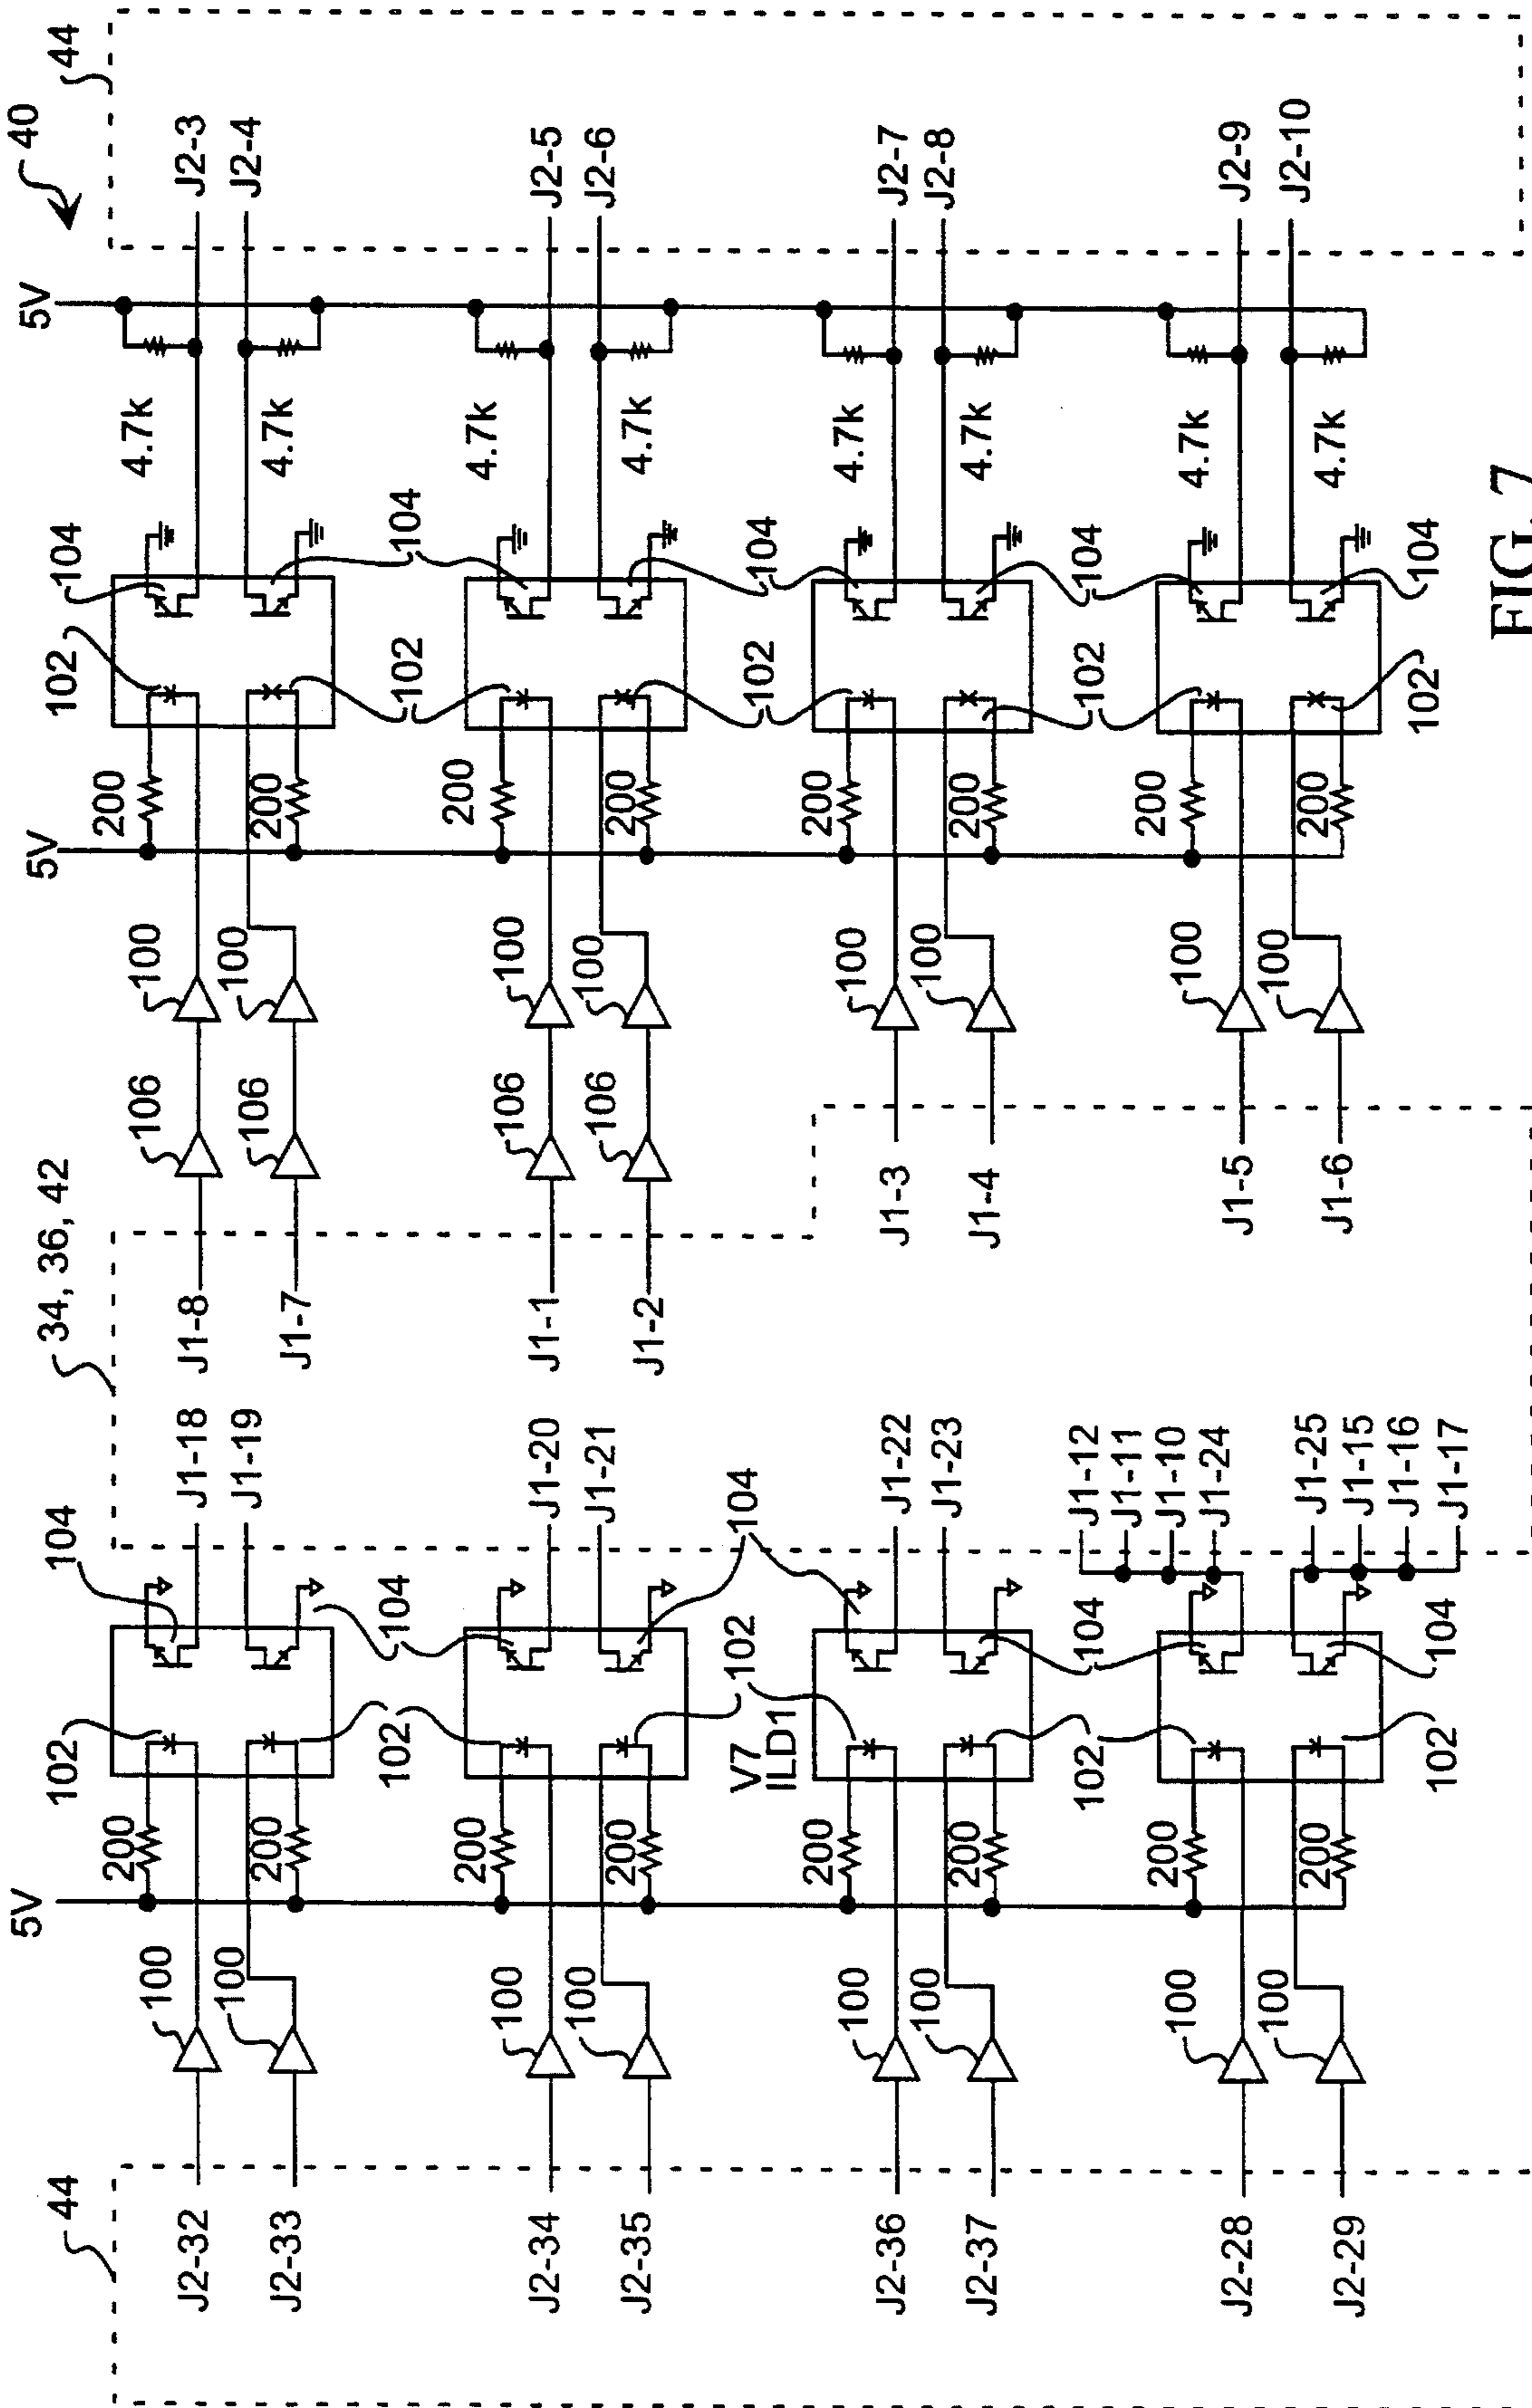 40
44
34, 36, 42
44
5V
5V
5V
J2-32
100
200
102
104
J1-18
J1-8
106
100
200
102
104
4.7k
J2-3
J2-33
100
200
J1-19
J1-7
106
100
200
4.7k
J2-4
102
104
102
104
J2-34
100
200
J1-20
J1-1
106
100
200
4.7k
J2-5
J2-35
100
200
J1-21
J1-2
106
100
200
4.7k
J2-6
102
104
102
104
V7
ILD1
J2-36
100
200
J1-22
J1-3
100
200
4.7k
J2-7
J2-37
100
200
J1-23
J1-4
100
200
4.7k
J2-8
102
104
102
104
J1-12
J1-11
J1-10
J1-24
J2-28
100
200
J1-5
100
200
4.7k
J2-9
J2-29
100
200
J1-25
J1-15
J1-16
J1-17
J1-6
100
200
4.7k
J2-10
102
104
102
104
FIG. 7